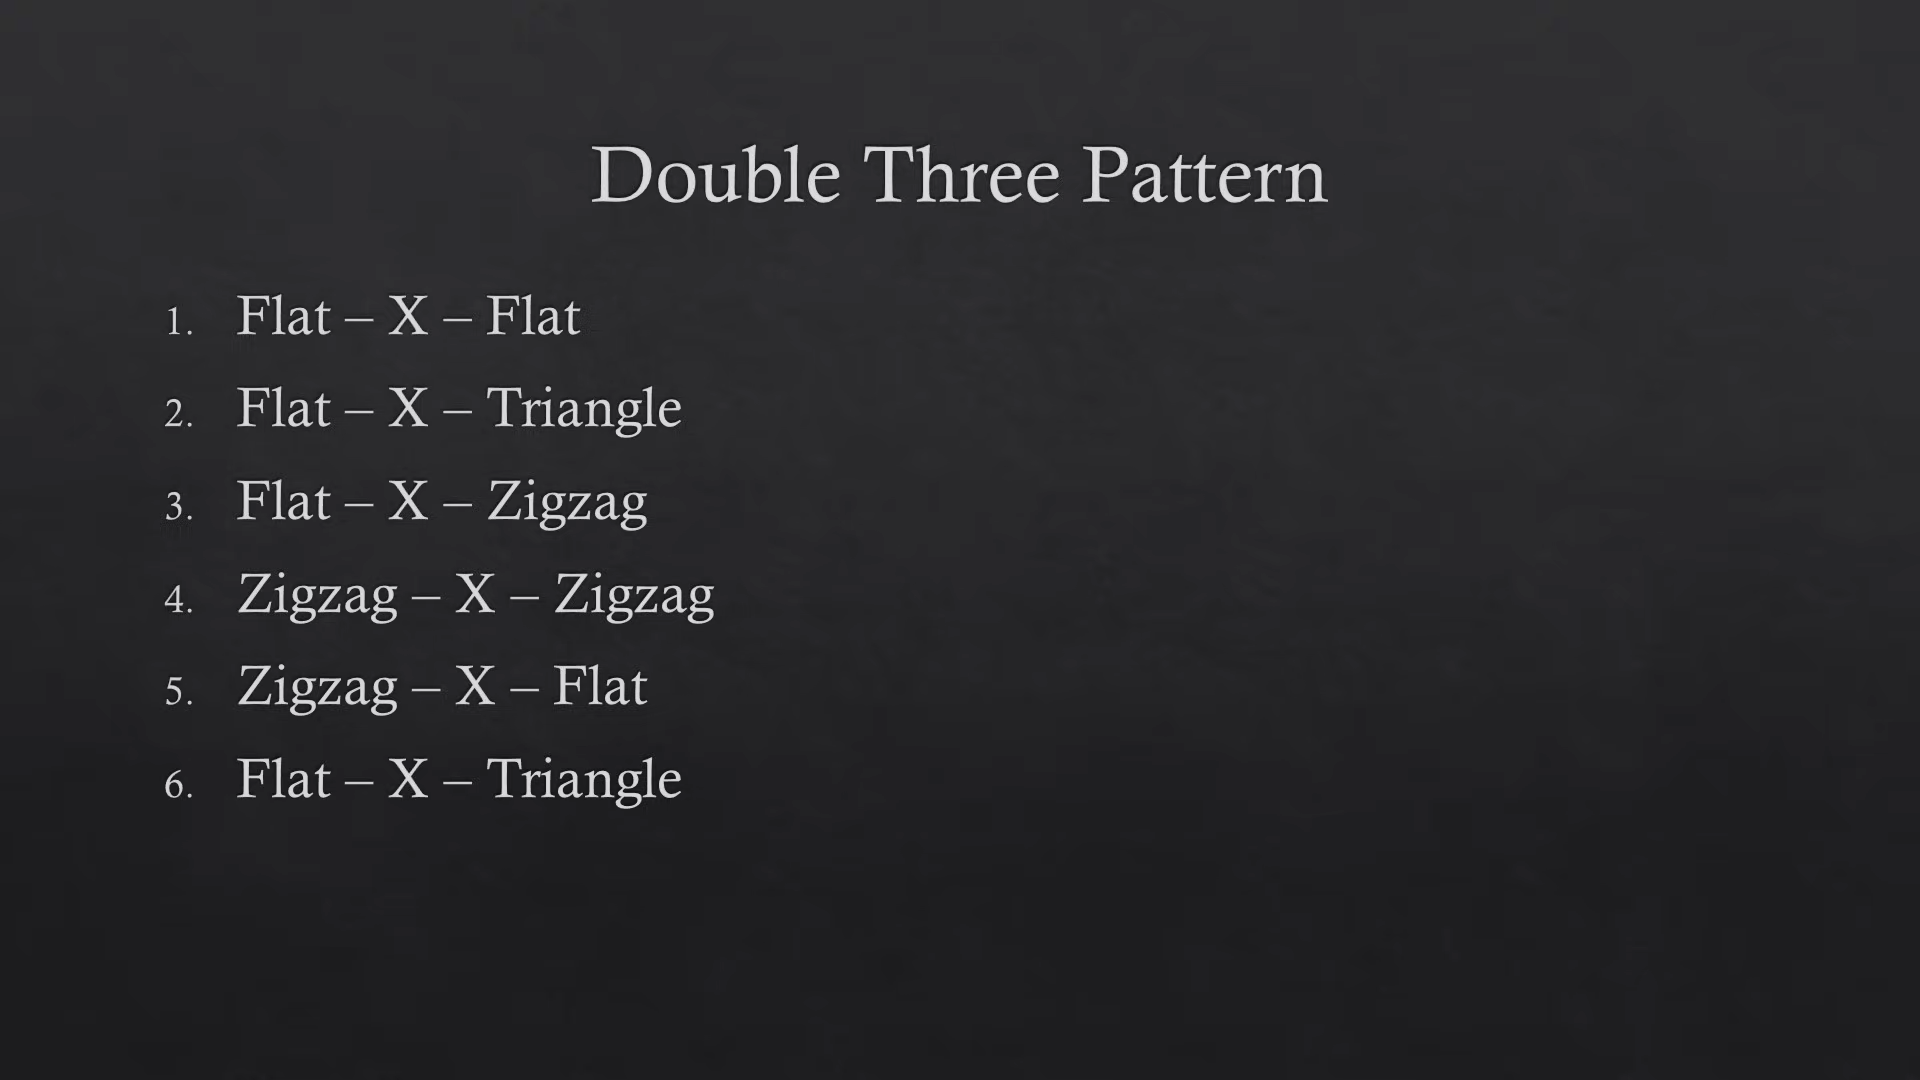 Double Three Pattern
1. Flat – X – Flat
2. Flat – X – Triangle
3. Flat – X – Zigzag
4. Zigzag – X – Zigzag
5. Zigzag – X – Flat
6. Flat – X – Triangle